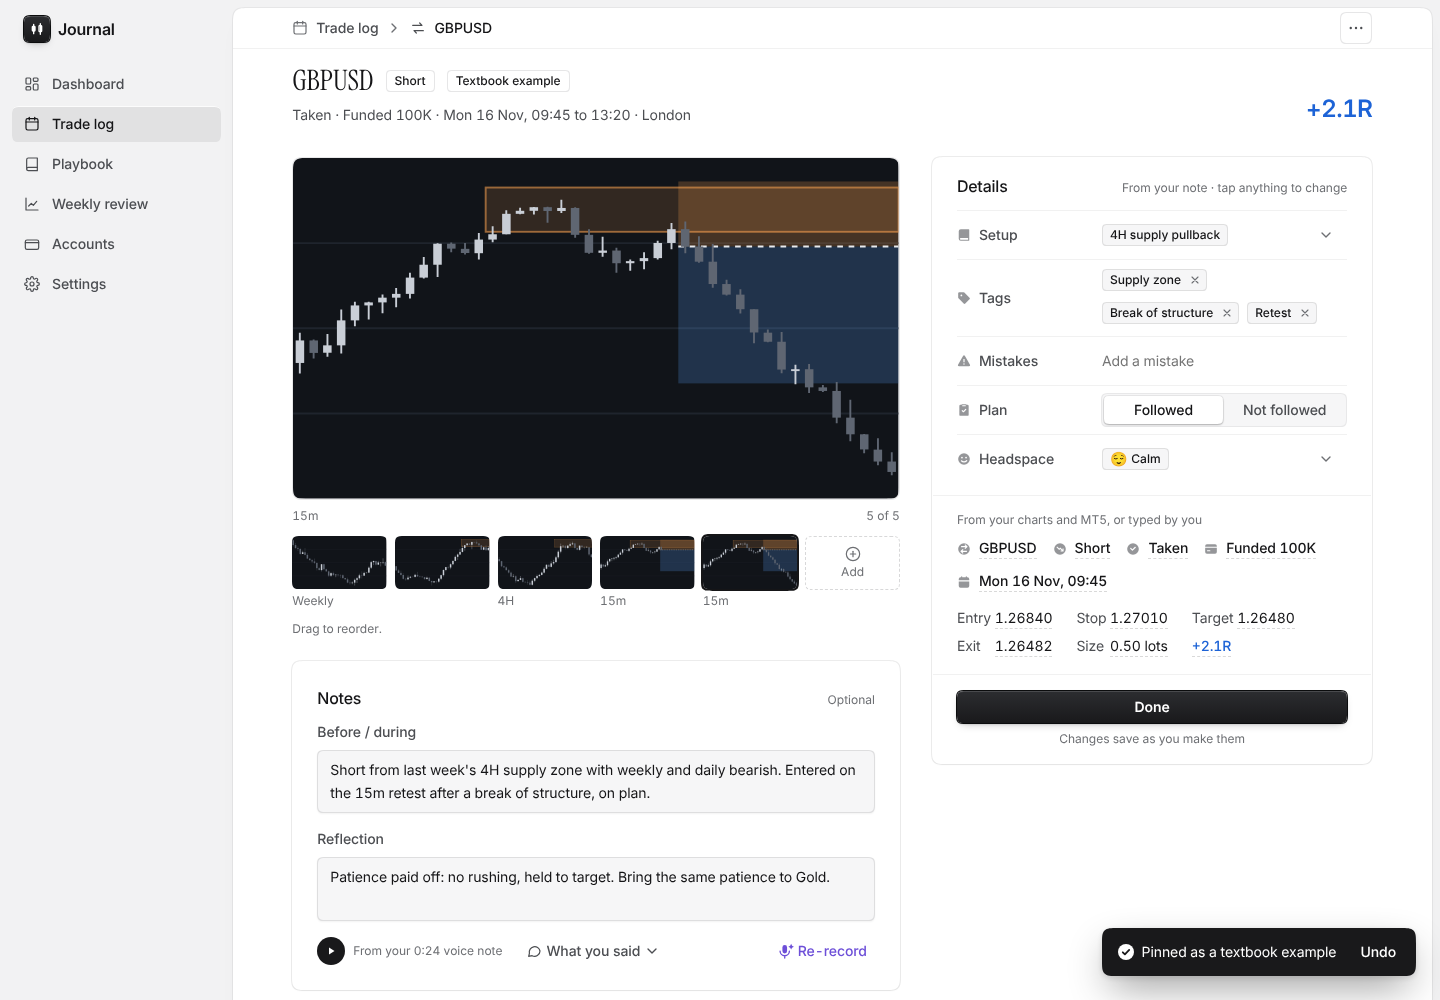 Journal
Dashboard
Trade log
Playbook
Weekly review
Accounts
Settings
Trade log
GBPUSD
GBPUSD
Short
Textbook example
Taken · Funded 100K · Mon 16 Nov, 09:45 to 13:20 · London
+2.1R
15m
5 of 5
Add
Weekly
4H
15m
15m
Drag to reorder.
Notes
Optional
Before / during
Short from last week's 4H supply zone with weekly and daily bearish. Entered on
the 15m retest after a break of structure, on plan.
Reflection
Patience paid off: no rushing, held to target. Bring the same patience to Gold.
From your 0:24 voice note
What you said
Re-record
Details
From your note · tap anything to change
Setup
4H supply pullback
Tags
Supply zone
Break of structure
Retest
Mistakes
Add a mistake
Plan
Followed
Not followed
Headspace
😌 Calm
From your charts and MT5, or typed by you
GBPUSD
Short
Taken
Funded 100K
Mon 16 Nov, 09:45
Entry 1.26840
Stop 1.27010
Target 1.26480
Exit 1.26482
Size 0.50 lots
+2.1R
Done
Changes save as you make them
Pinned as a textbook example
Undo